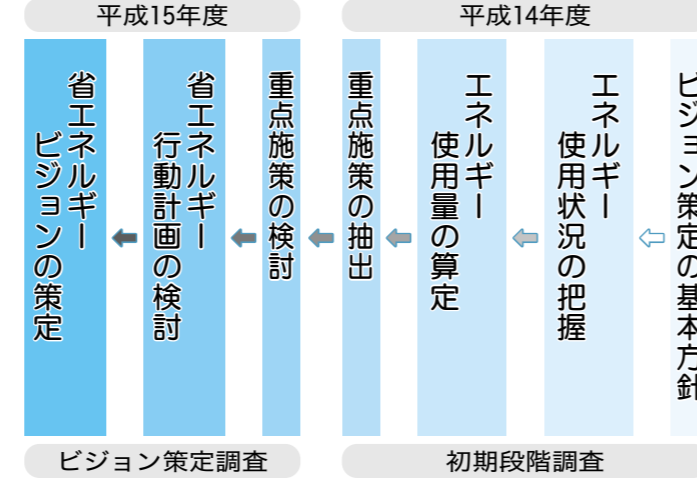 平成15年度
平成14年度
ビジョン策定の基本方針
エネルギー
使用状況の把握
エネルギー
使用量の算定
重点施策の抽出
重点施策の検討
省エネルギー
行動計画の検討
省エネルギー
ビジョンの策定
ビジョン策定調査
初期段階調査